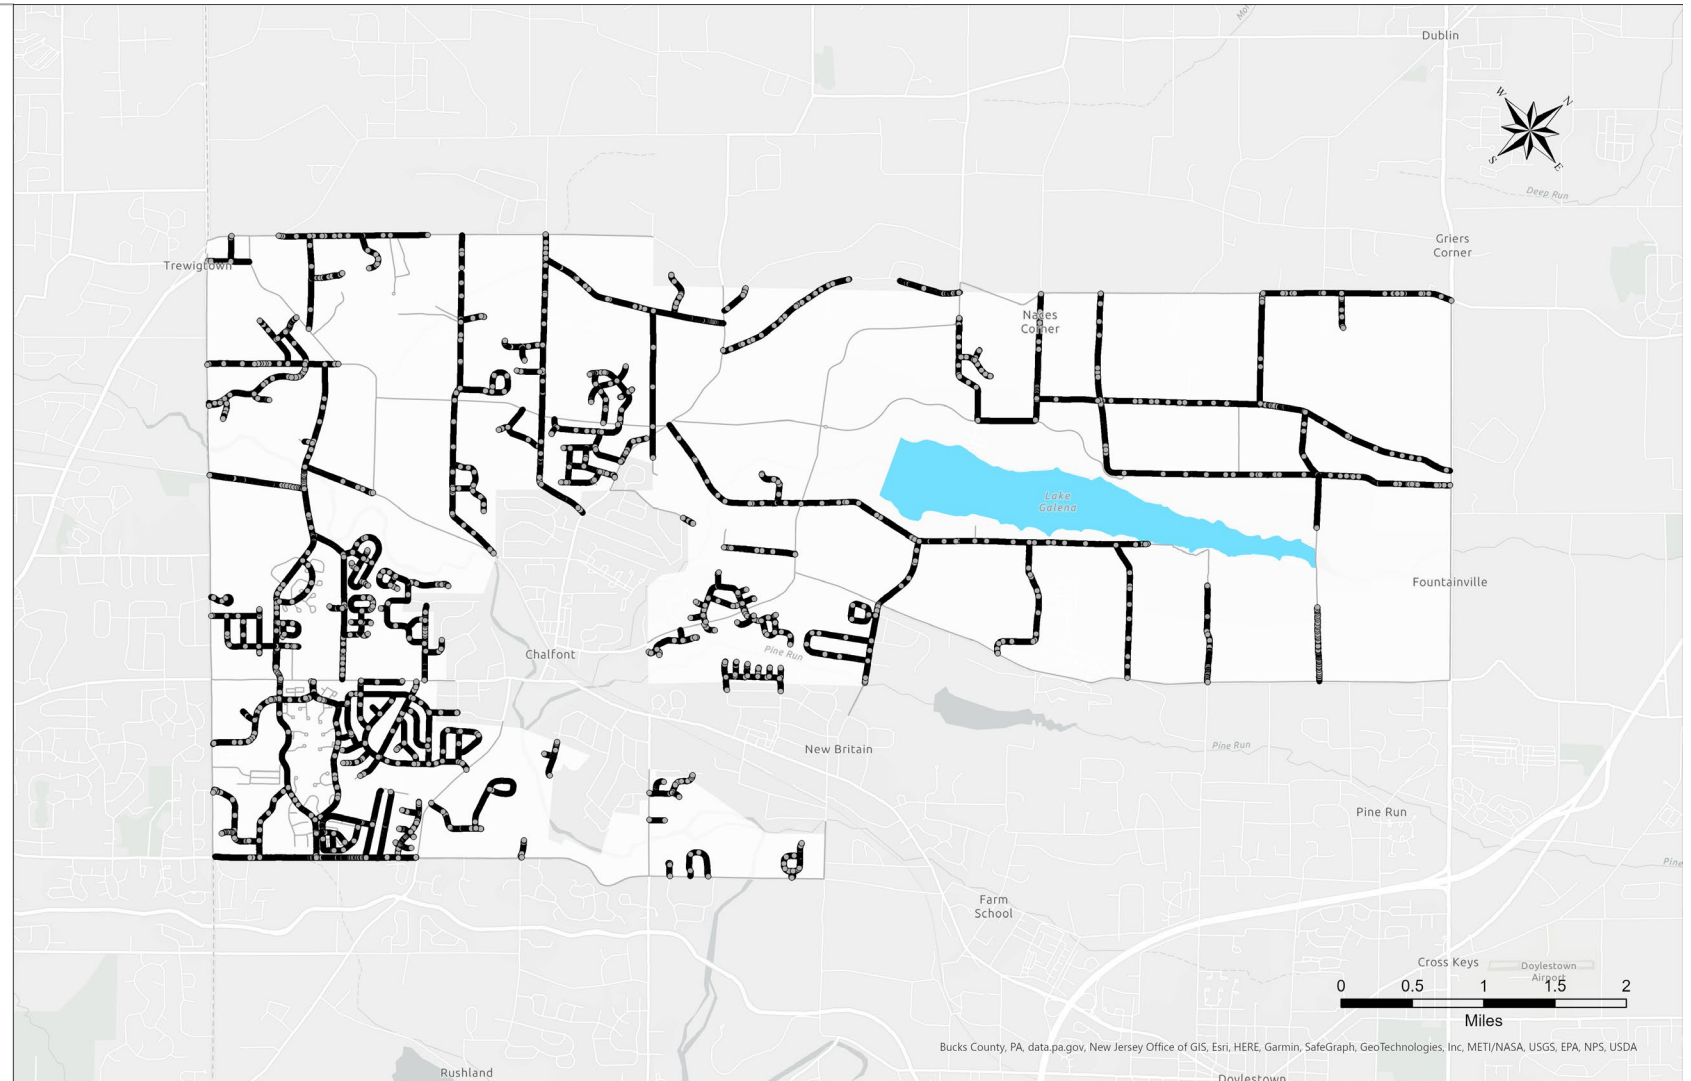 Mor
Dublin
W
N
S
E
Deep Run
Griers
Corner
Trewigtown
Naces
Corner
Lake
Galena
Fountainville
Chalfont
Pine Run
New Britain
Pine Run
Pine Run
Pine
Farm
School
Cross Keys
Doylestown
Airport
0 0.5 1 1.5 2
Miles
Bucks County, PA, data.pa.gov, New Jersey Office of GIS, Esri, HERE, Garmin, SafeGraph, GeoTechnologies, Inc, METI/NASA, USGS, EPA, NPS, USDA
Rushland
Doylestown